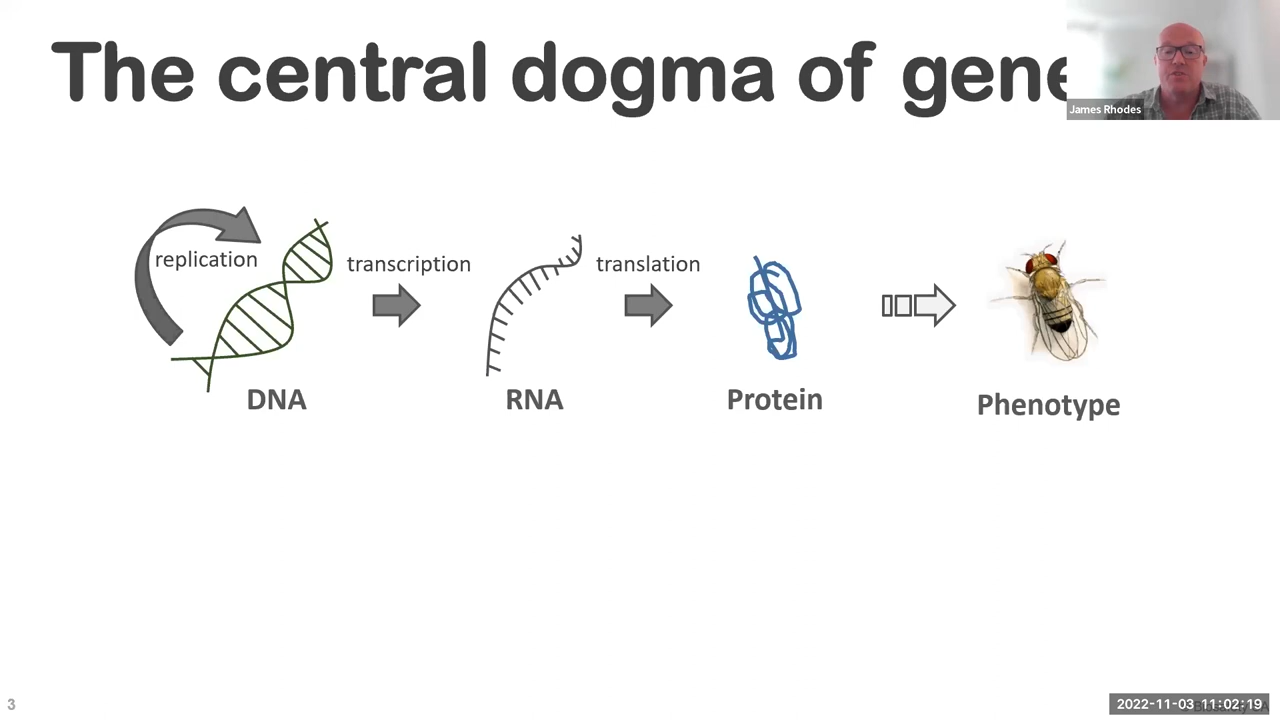 The central dogma of gene
James Rhodes
replication
transcription
translation
DNA
RNA
Protein
Phenotype
3
2022-11-03 11:02:19